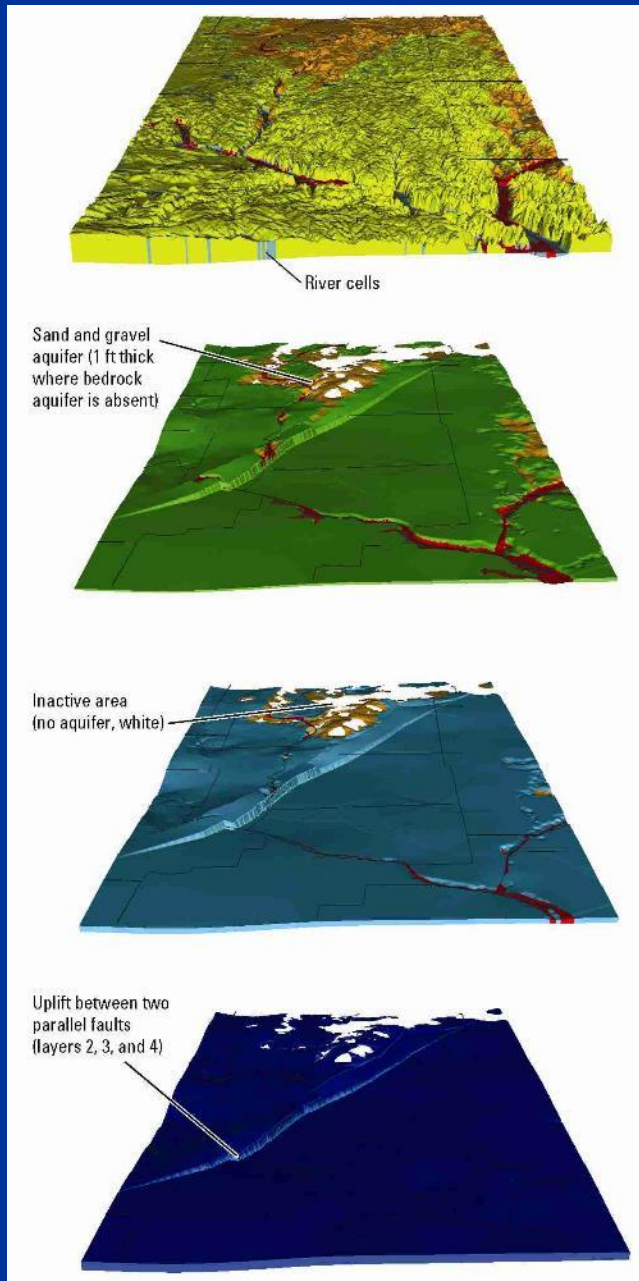 River cells
Sand and gravel
aquifer (1 ft thick
where bedrock
aquifer is absent)
Inactive area
(no aquifer, white)
Uplift between two
parallel faults
(layers 2, 3, and 4)